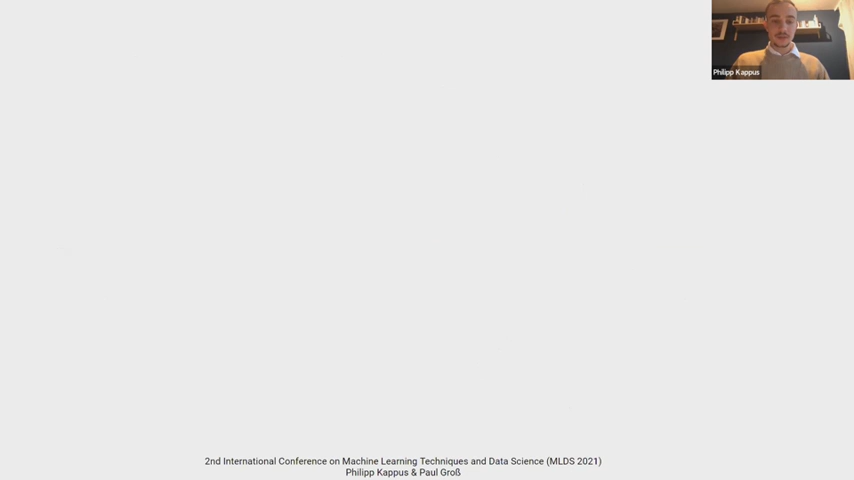 Philipp Kappus
2nd International Conference on Machine Learning Techniques and Data Science (MLDS 2021)
Philipp Kappus & Paul Groß